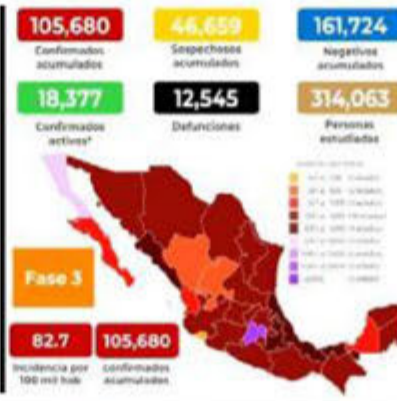 105,680
Confirmados
acumulados
46,659
Sospechosos
acumulados
161,724
Negativos
acumulados
18,377
Confirmados
activos*
12,545
Defunciones
314,063
Personas
estudiadas
Fase 3
82.7
Incidencia por
100 mil hab
105,680
confirmados
acumulados